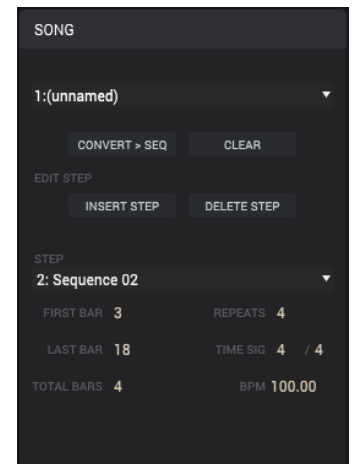 SONG
1:(unnamed)
CONVERT > SEQ CLEAR
EDIT STEP
INSERT STEP DELETE STEP
STEP
2: Sequence 02
FIRST BAR 3 REPEATS 4
LAST BAR 18 TIME SIG 4 / 4
TOTAL BARS 4 BPM 100.00